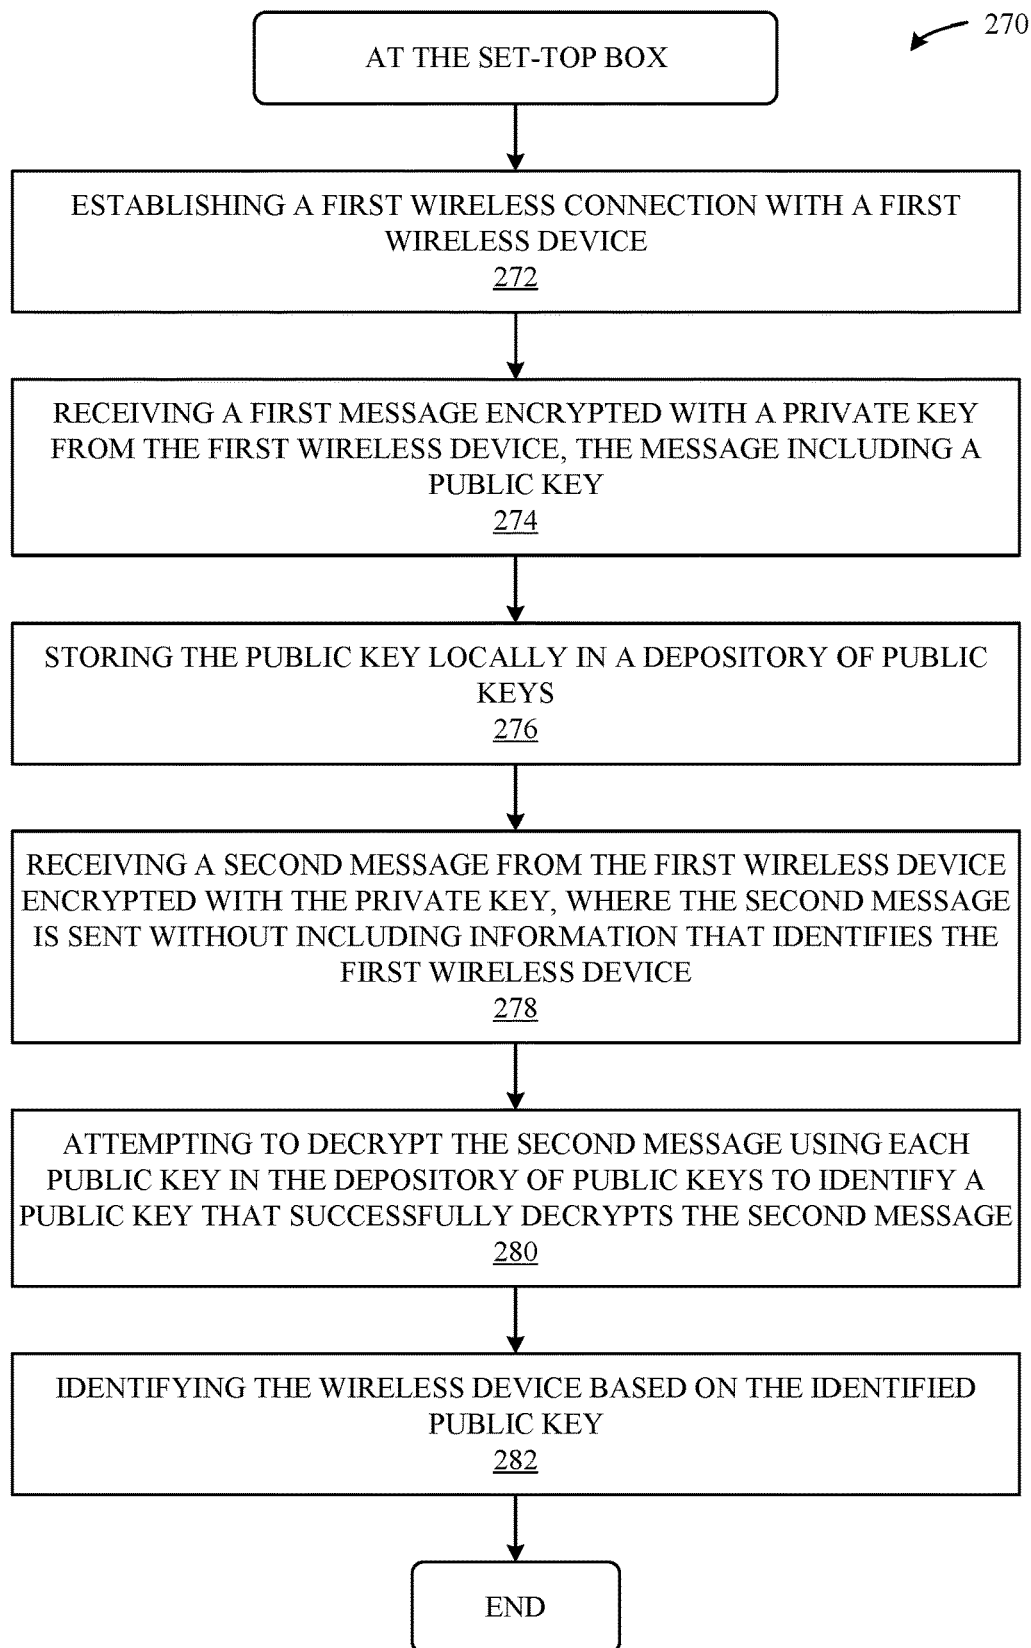 270
AT THE SET-TOP BOX
ESTABLISHING A FIRST WIRELESS CONNECTION WITH A FIRST
WIRELESS DEVICE
272
RECEIVING A FIRST MESSAGE ENCRYPTED WITH A PRIVATE KEY
FROM THE FIRST WIRELESS DEVICE, THE MESSAGE INCLUDING A
PUBLIC KEY
274
STORING THE PUBLIC KEY LOCALLY IN A DEPOSITORY OF PUBLIC
KEYS
276
RECEIVING A SECOND MESSAGE FROM THE FIRST WIRELESS DEVICE
ENCRYPTED WITH THE PRIVATE KEY, WHERE THE SECOND MESSAGE
IS SENT WITHOUT INCLUDING INFORMATION THAT IDENTIFIES THE
FIRST WIRELESS DEVICE
278
ATTEMPTING TO DECRYPT THE SECOND MESSAGE USING EACH
PUBLIC KEY IN THE DEPOSITORY OF PUBLIC KEYS TO IDENTIFY A
PUBLIC KEY THAT SUCCESSFULLY DECRYPTS THE SECOND MESSAGE
280
IDENTIFYING THE WIRELESS DEVICE BASED ON THE IDENTIFIED
PUBLIC KEY
282
END